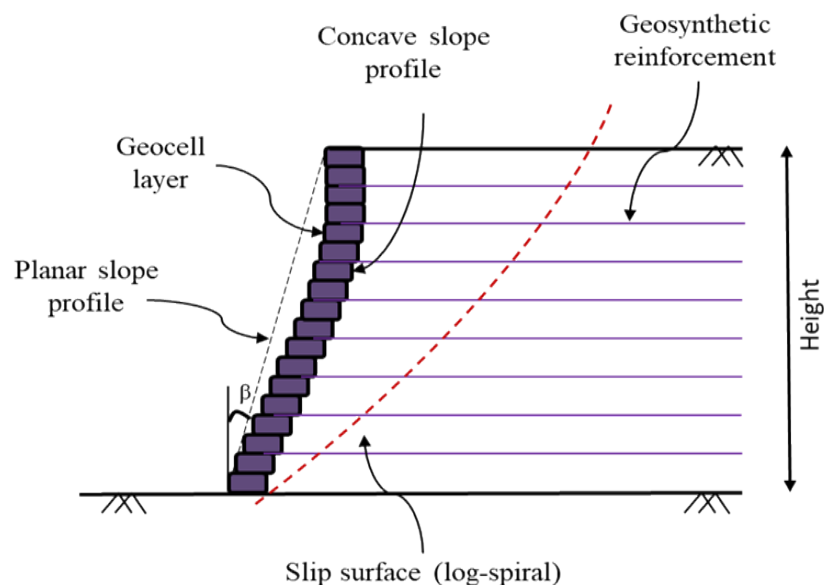 Concave slope
profile
Geosynthetic
reinforcement
Geocell
layer
Planar slope
profile
β
Height
Slip surface (log-spiral)